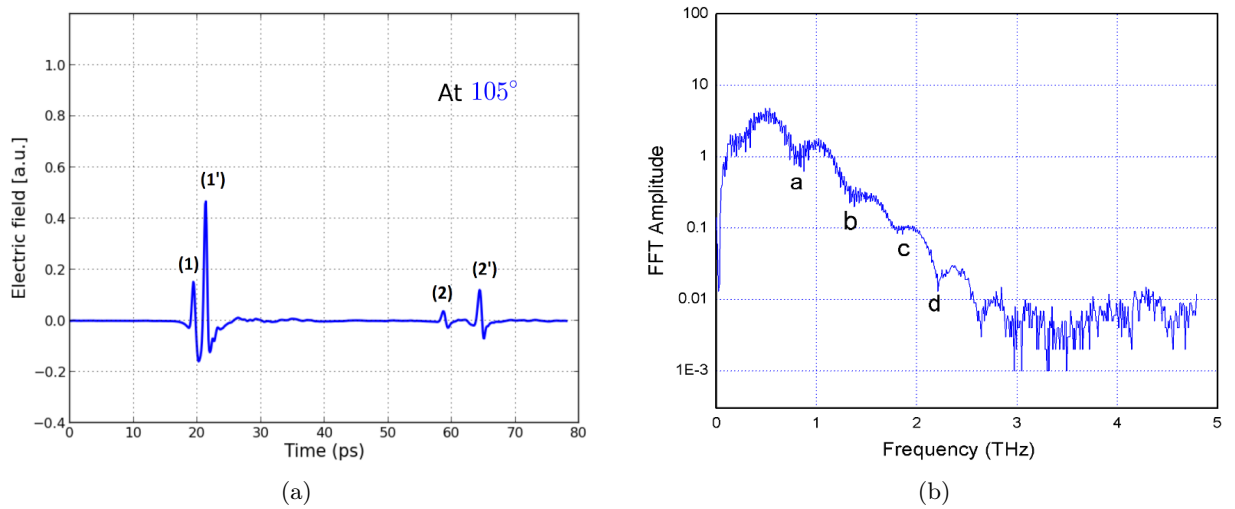 At 105°
(1')
(1)
(2)
(2')
Electric field [a.u.]
1.0
0.8
0.6
0.4
0.2
0.0
−0.2
−0.4
0 10 20 30 40 50 60 70 80
Time (ps)
(a)
100
10
1
0.1
0.01
1E-3
FFT Amplitude
a
b
c
d
0 1 2 3 4 5
Frequency (THz)
(b)